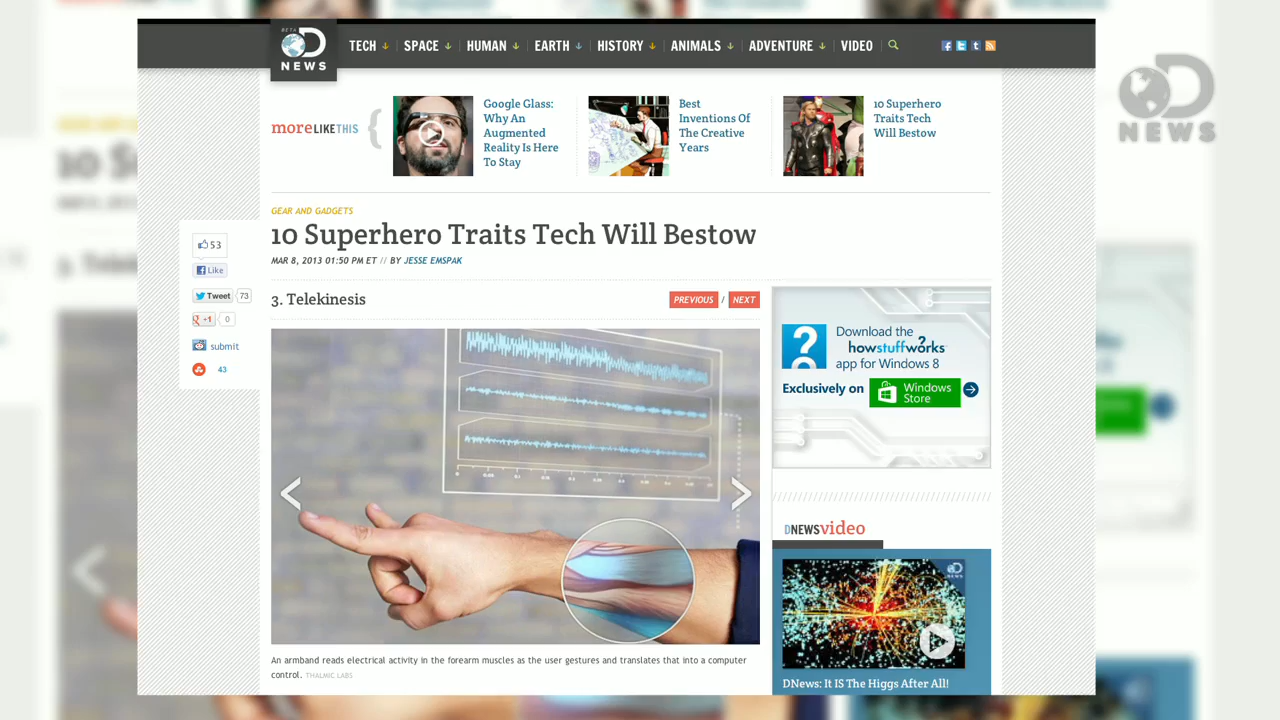 BETA
D
NEWS
TECH
SPACE
HUMAN
EARTH
HISTORY
ANIMALS
ADVENTURE
VIDEO
D
NEWS
moreLIKETHIS
Google Glass:
Why An
Augmented
Reality Is Here
To Stay
Best
Inventions Of
The Creative
Years
10 Superhero
Traits Tech
Will Bestow
GEAR AND GADGETS
10 Superhero Traits Tech Will Bestow
MAR 8, 2013 01:50 PM ET // BY JESSE EMSPAK
53
Like
Tweet 73
+1 0
submit
43
3. Telekinesis
PREVIOUS / NEXT
Download the
howstuffworks
app for Windows 8
Exclusively on
Windows
Store
DNEWSvideo
D
NEWS
DNews: It IS The Higgs After All!
An armband reads electrical activity in the forearm muscles as the user gestures and translates that into a computer
control. THALMIC LABS